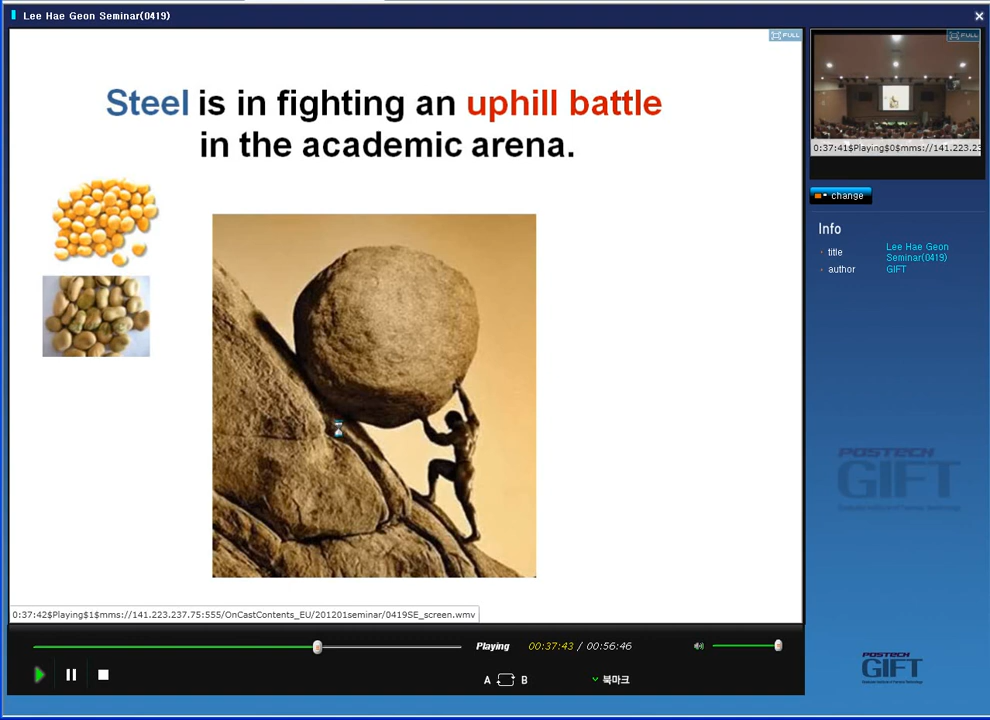 Lee Hae Geon Seminar(0419)
FULL
FULL
Steel is in fighting an uphill battle
in the academic arena.
0:37:41$Playing$0$mms://141.223.23
change
Info
title
Lee Hae Geon
Seminar(0419)
author
GIFT
POSTECH
GIFT
0:37:42$Playing$1$mms://141.223.237.75:555/OnCastContents_EU/201201seminar/0419SE_screen.wmv
Playing
00:37:43 / 00:56:46
A B
북마크
POSTECH
GIFT